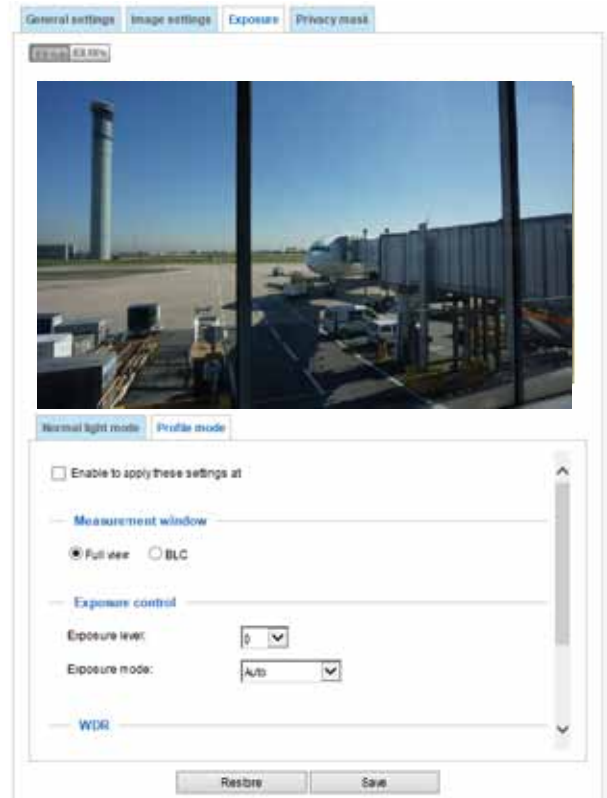 General settings Image settings Exposure Privacy mask
Normal light mode Profile mode
Enable to apply these settings at
Measurement window
Full view BLC
Exposure control
Exposure level: 0
Exposure mode: Auto
WDR
Restore Save